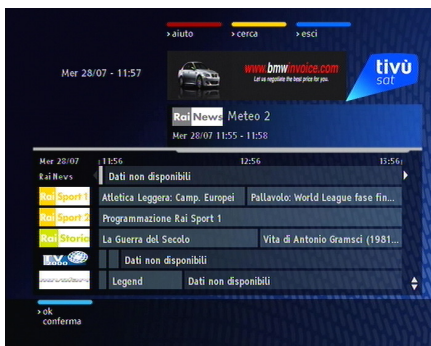 › aiuto › cerca › esci
Mer 28/07 - 11:57
www.bmwinvoice.com
Let us negotiate the best price for you.
tivù
sat
Rai News Meteo 2
Mer 28/07 11:55 - 11:58
Mer 28/07 11:56 12:56 13:56
Rai News Dati non disponibili
Rai Sport 1 Atletica Leggera: Camp. Europei Pallavolo: World League fase fin...
Rai Sport 2 Programmazione Rai Sport 1
Rai Storia La Guerra del Secolo Vita di Antonio Gramsci (1981...
TV 2000 Dati non disponibili
Legend Dati non disponibili
› ok
conferma